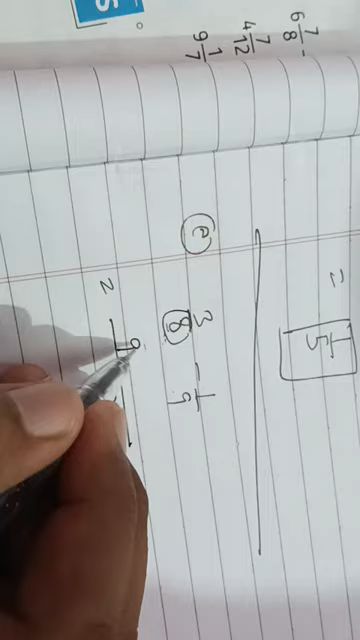 = 1/5
6 7/8 -
4 7/12
9 1/7
(e) 3/8 - 1/9
= 9
S